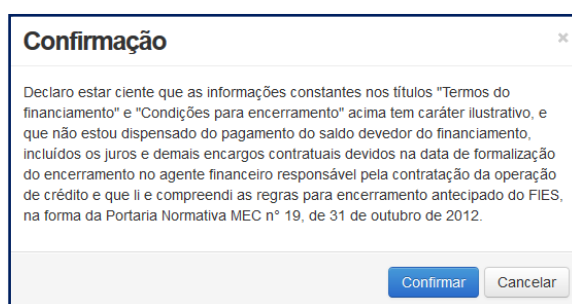 Confirmação
×
Declaro estar ciente que as informações constantes nos títulos "Termos do
financiamento" e "Condições para encerramento" acima tem caráter ilustrativo, e
que não estou dispensado do pagamento do saldo devedor do financiamento,
incluídos os juros e demais encargos contratuais devidos na data de formalização
do encerramento no agente financeiro responsável pela contratação da operação
de crédito e que li e compreendi as regras para encerramento antecipado do FIES,
na forma da Portaria Normativa MEC n° 19, de 31 de outubro de 2012.
Confirmar Cancelar